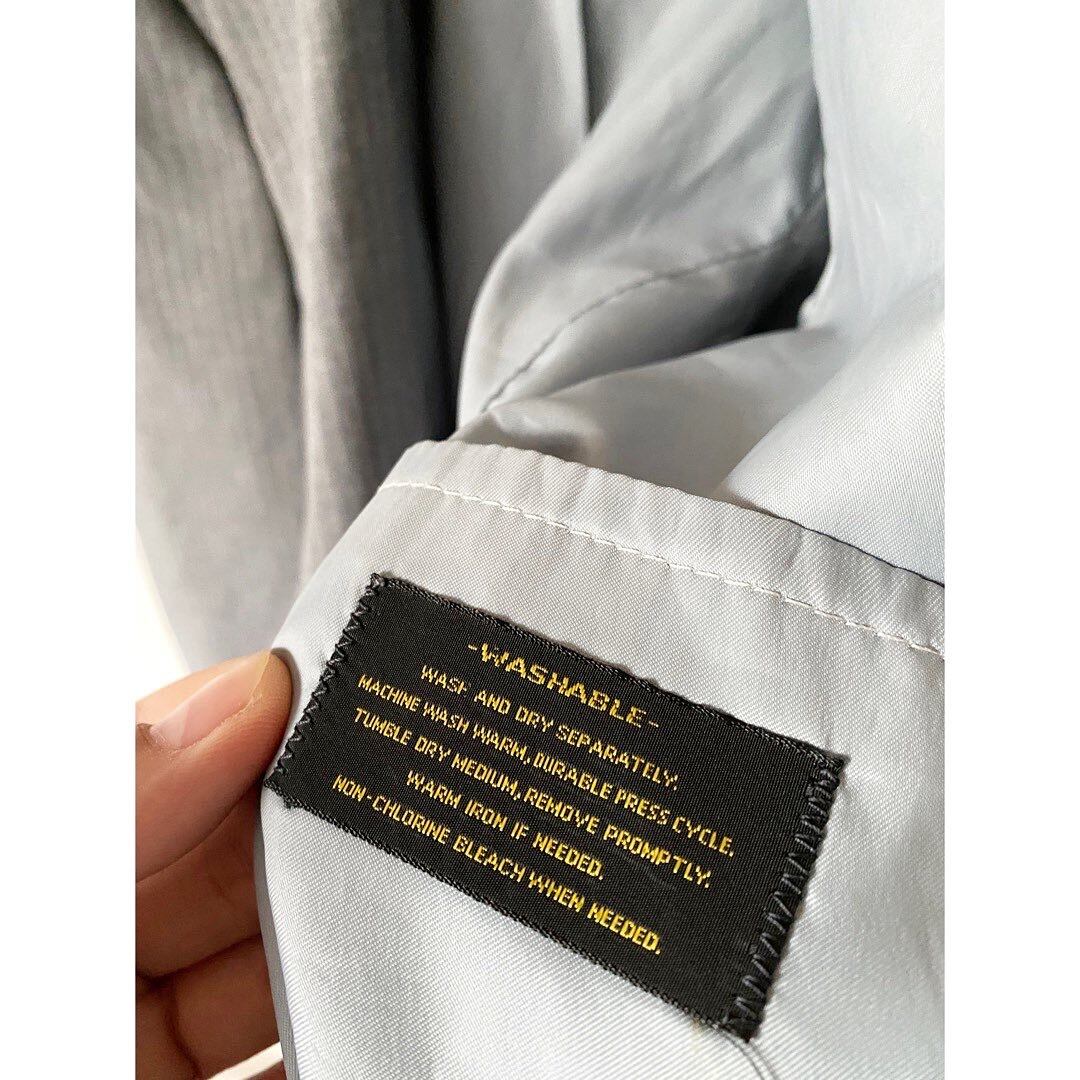 -WASHABLE-
WASH AND DRY SEPARATELY.
MACHINE WASH WARM, DURABLE PRESS CYCLE.
TUMBLE DRY MEDIUM, REMOVE PROMPTLY.
WARM IRON IF NEEDED.
NON-CHLORINE BLEACH WHEN NEEDED.